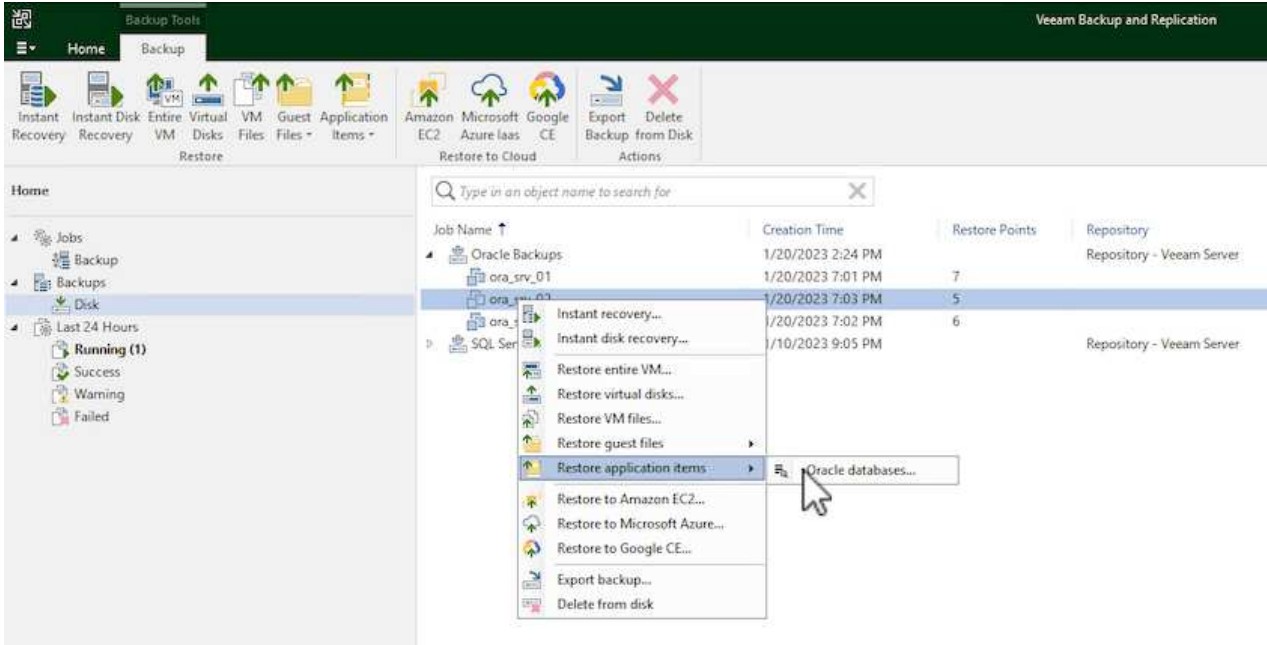 Backup Tools
Veeam Backup and Replication
Home Backup
Instant Recovery
Instant Disk Recovery
Entire VM
Virtual Disks
VM Files
Guest Files
Application Items
Amazon EC2
Microsoft Azure Iaas
Google CE
Export Backup
Delete from Disk
Restore
Restore to Cloud
Actions
Home
Type in an object name to search for
Jobs
Backup
Backups
Disk
Last 24 Hours
Running (1)
Success
Warning
Failed
Job Name Creation Time Restore Points Repository
Oracle Backups 1/20/2023 2:24 PM Repository - Veeam Server
ora_srv_01 1/20/2023 7:01 PM 7
1/20/2023 7:03 PM 5
1/20/2023 7:02 PM 6
SQL 1/10/2023 9:05 PM Repository - Veeam Server
Instant recovery...
Instant disk recovery...
Restore entire VM...
Restore virtual disks...
Restore VM files...
Restore guest files
Restore application items
Oracle databases...
Restore to Amazon EC2...
Restore to Microsoft Azure...
Restore to Google CE...
Export backup...
Delete from disk